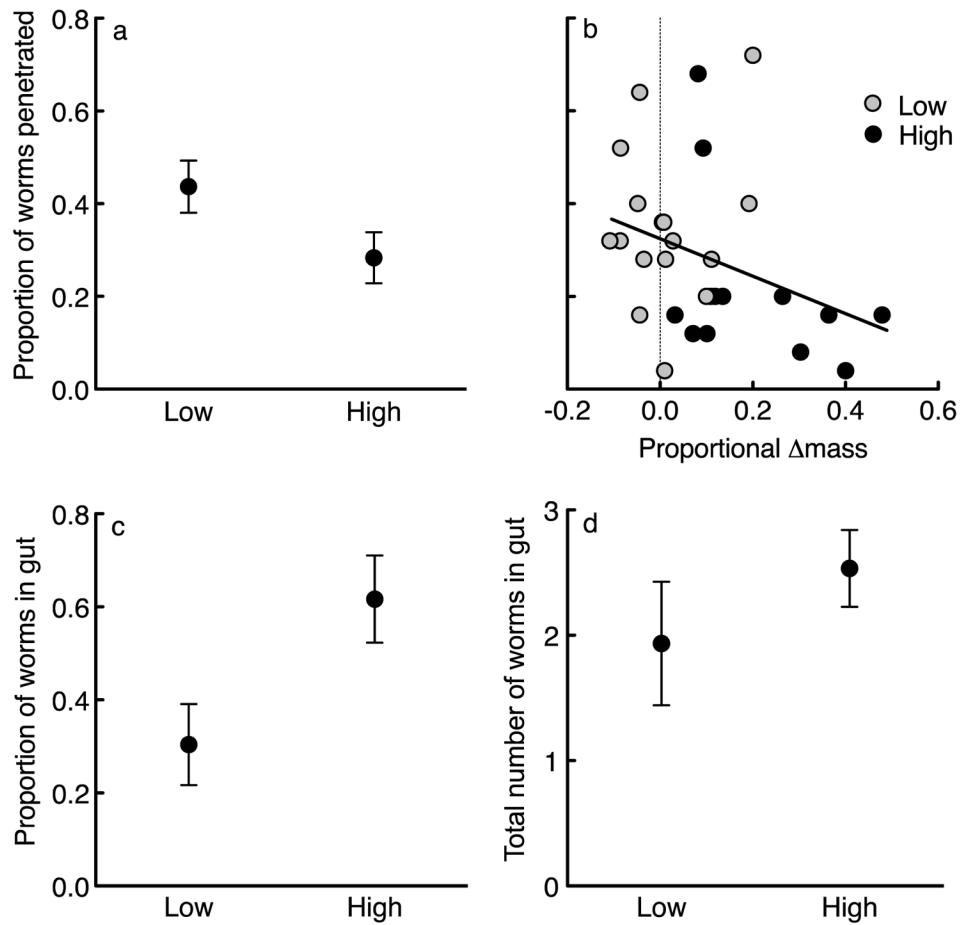 a
Proportion of worms penetrated
0.8
0.6
0.4
0.2
0.0
Low
High
b
Low
High
-0.2
0.0
0.2
0.4
0.6
Proportional Δmass
c
Proportion of worms in gut
0.8
0.6
0.4
0.2
0.0
Low
High
d
Total number of worms in gut
3
2
1
0
Low
High